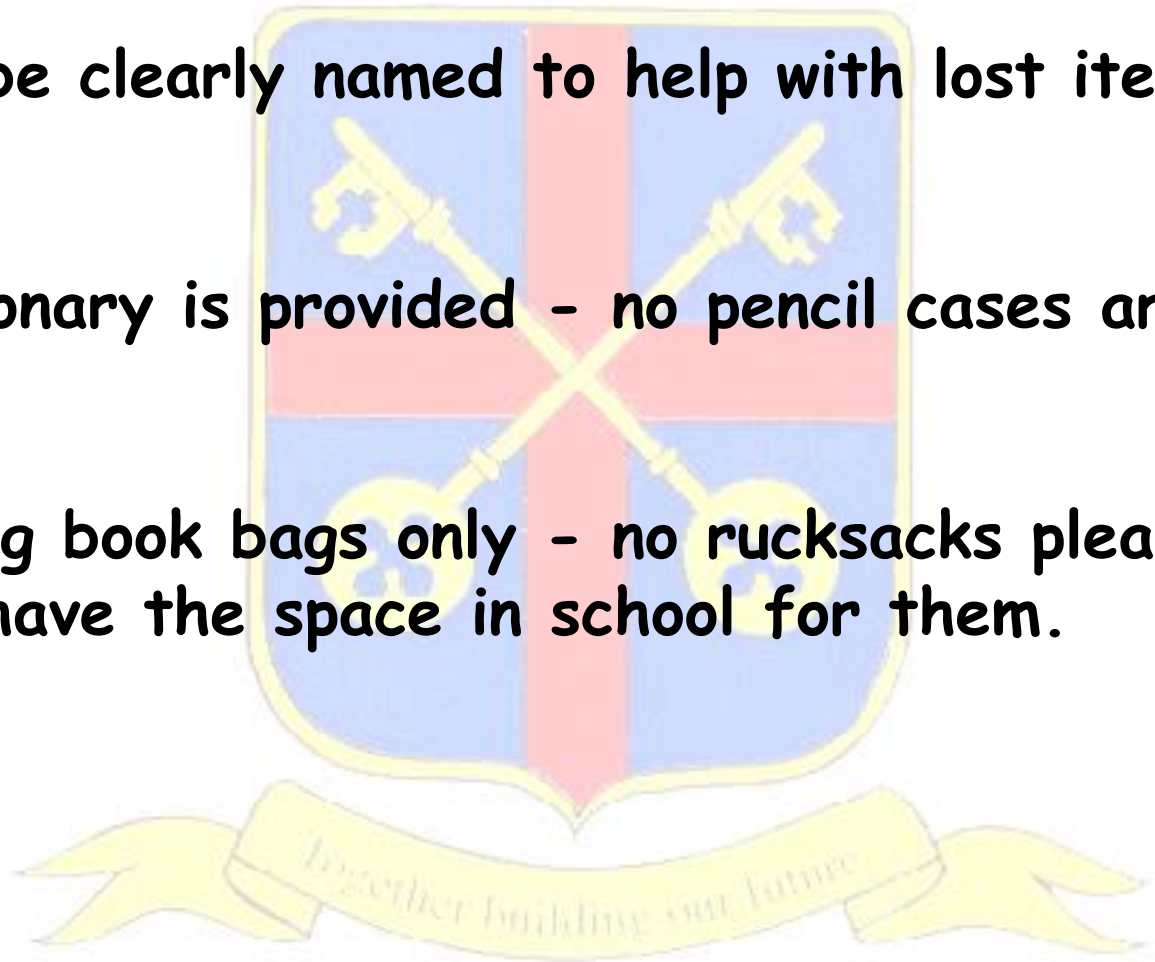 be clearly named to help with lost ite
onary is provided - no pencil cases ar
g book bags only - no rucksacks plea
have the space in school for them.
Together building our future